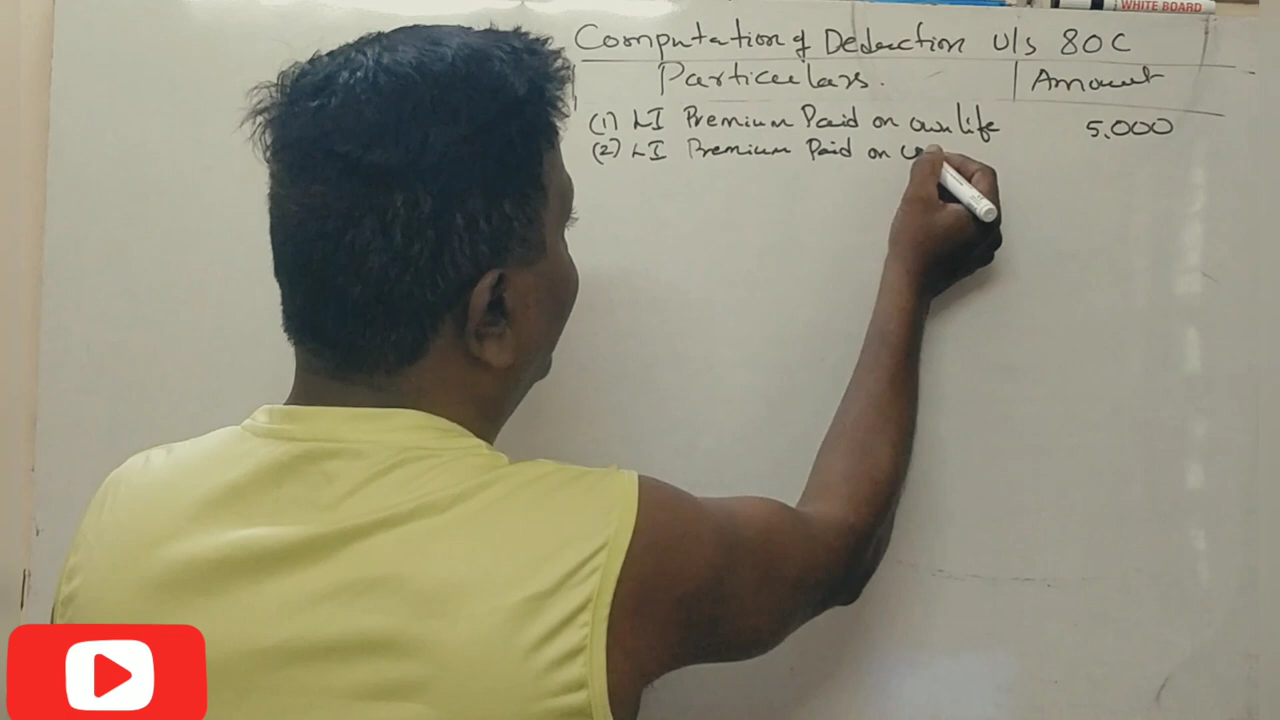 WHITE BOARD
Computation of Deduction U/s 80C
Particulars. Amount
(1) LI Premium Paid on own life 5,000
(2) LI Premium Paid on